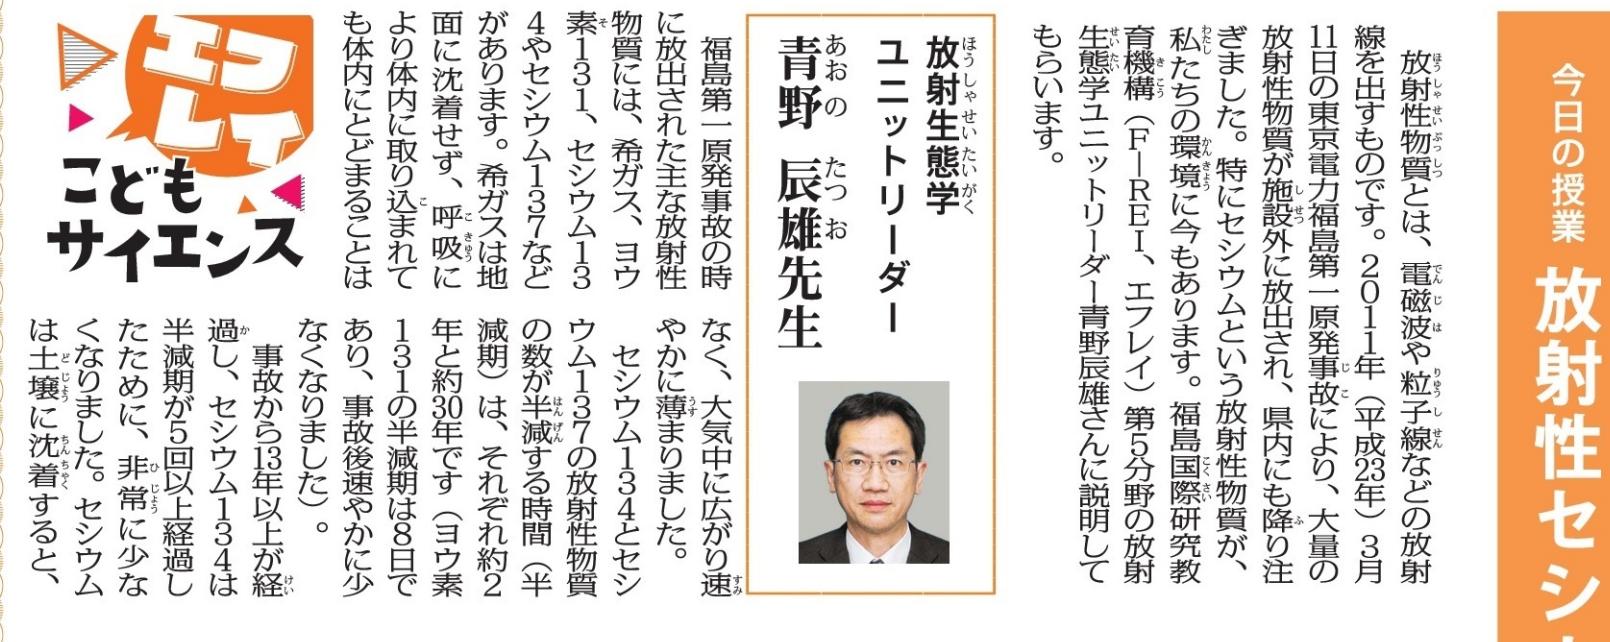 今日の授業 放射性セシ
放射性物質とは、電磁波や粒子線などの放射
線を出すものです。2011年（平成23年）3月
11日の東京電力福島第一原発事故により、大量の
放射性物質が施設外に放出され、県内にも降り注
ぎました。特にセシウムという放射性物質が、
私たちの環境に今もあります。福島国際研究教
育機構（F―REI、エフレイ）第5分野の放射
生態学ユニットリーダー青野辰雄さんに説明して
もらいます。
放射生態学
ユニットリーダー
青野 辰雄先生
エフレイ
こども
サイエンス
福島第一原発事故の時
に放出された主な放射性
物質には、希ガス、ヨウ
素131、セシウム13
4やセシウム137など
があります。希ガスは地
面に沈着せず、呼吸に
より体内に取り込まれて
も体内にとどまることは
なく、大気中に広がり速
やかに薄まりました。
セシウム134とセシ
ウム137の放射性物質
の数が半減する時間（半
減期）は、それぞれ約2
年と約30年です（ヨウ素
131の半減期は8日で
あり、事故後速やかに少
なくなりました）。
事故から13年以上が経
過し、セシウム134は
半減期が5回以上経過し
たために、非常に少な
くなりました。セシウム
は土壌に沈着すると、